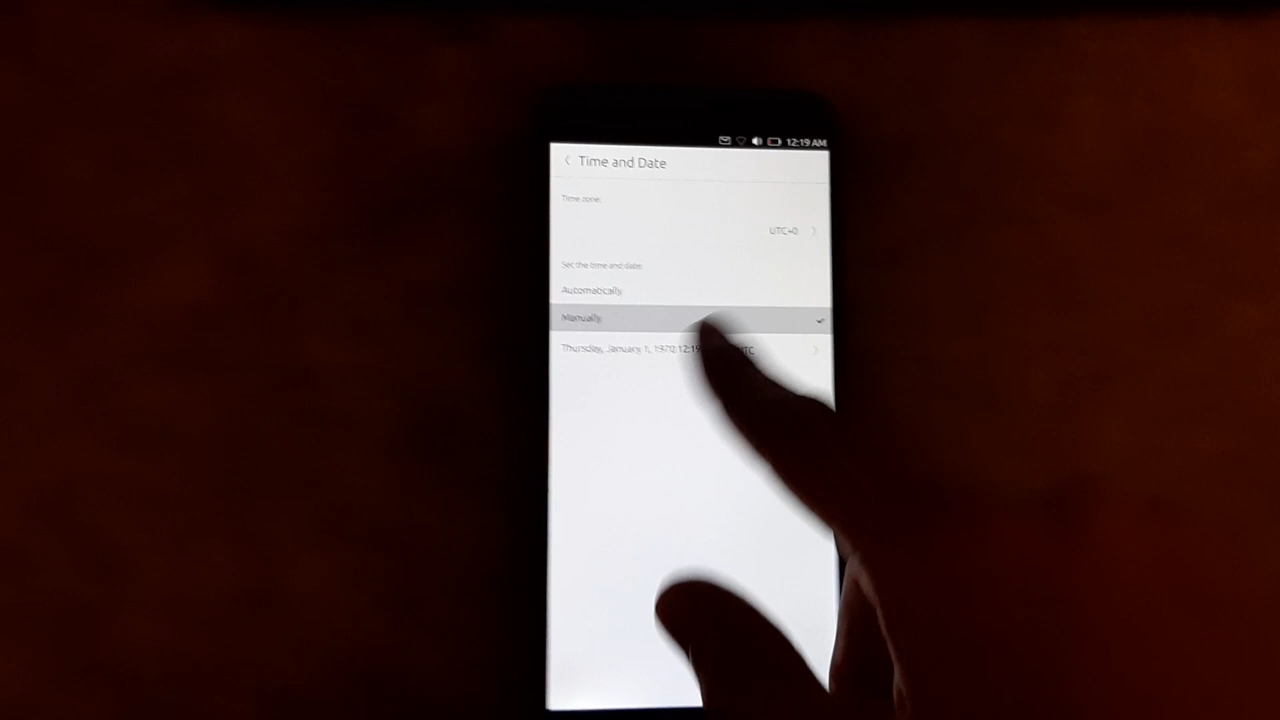 12:19 AM
Time and Date
Time zone:
UTC+0
Set the time and date:
Automatically
Manually
Thursday, January 1, 1970 12:19 UTC